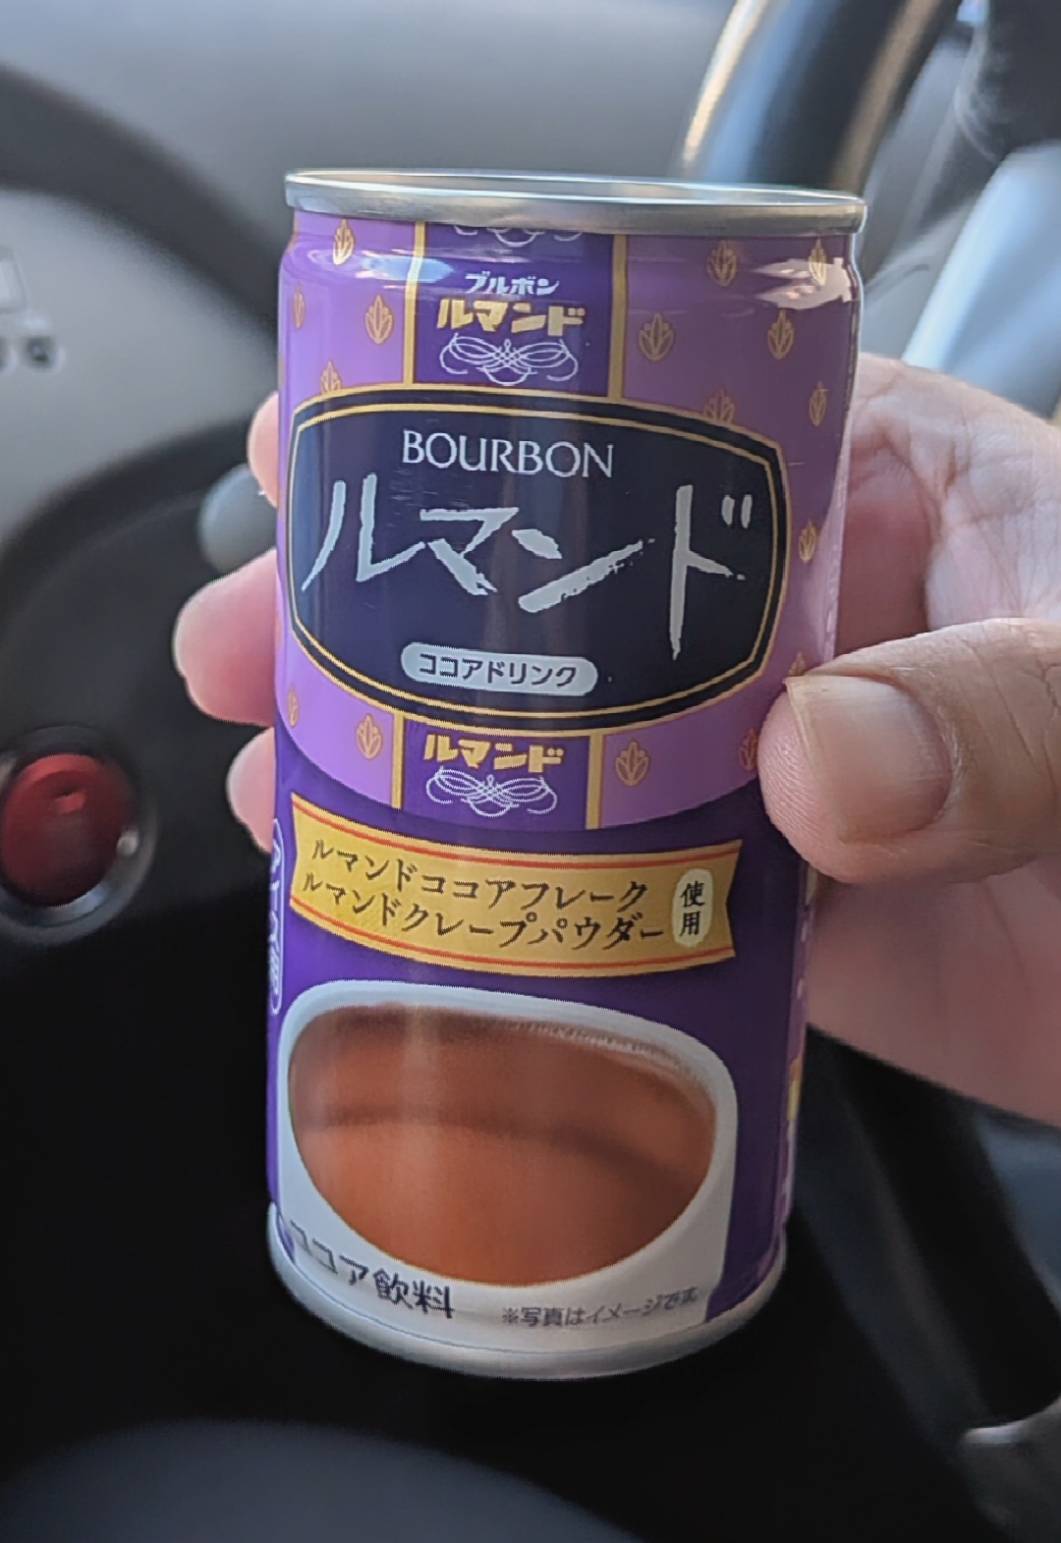 ブルボン
ルマンド
BOURBON
ルマンド
ココアドリンク
ルマンド
ルマンドココアフレーク
ルマンドクレープパウダー
使用
ココア飲料
※写真はイメージです